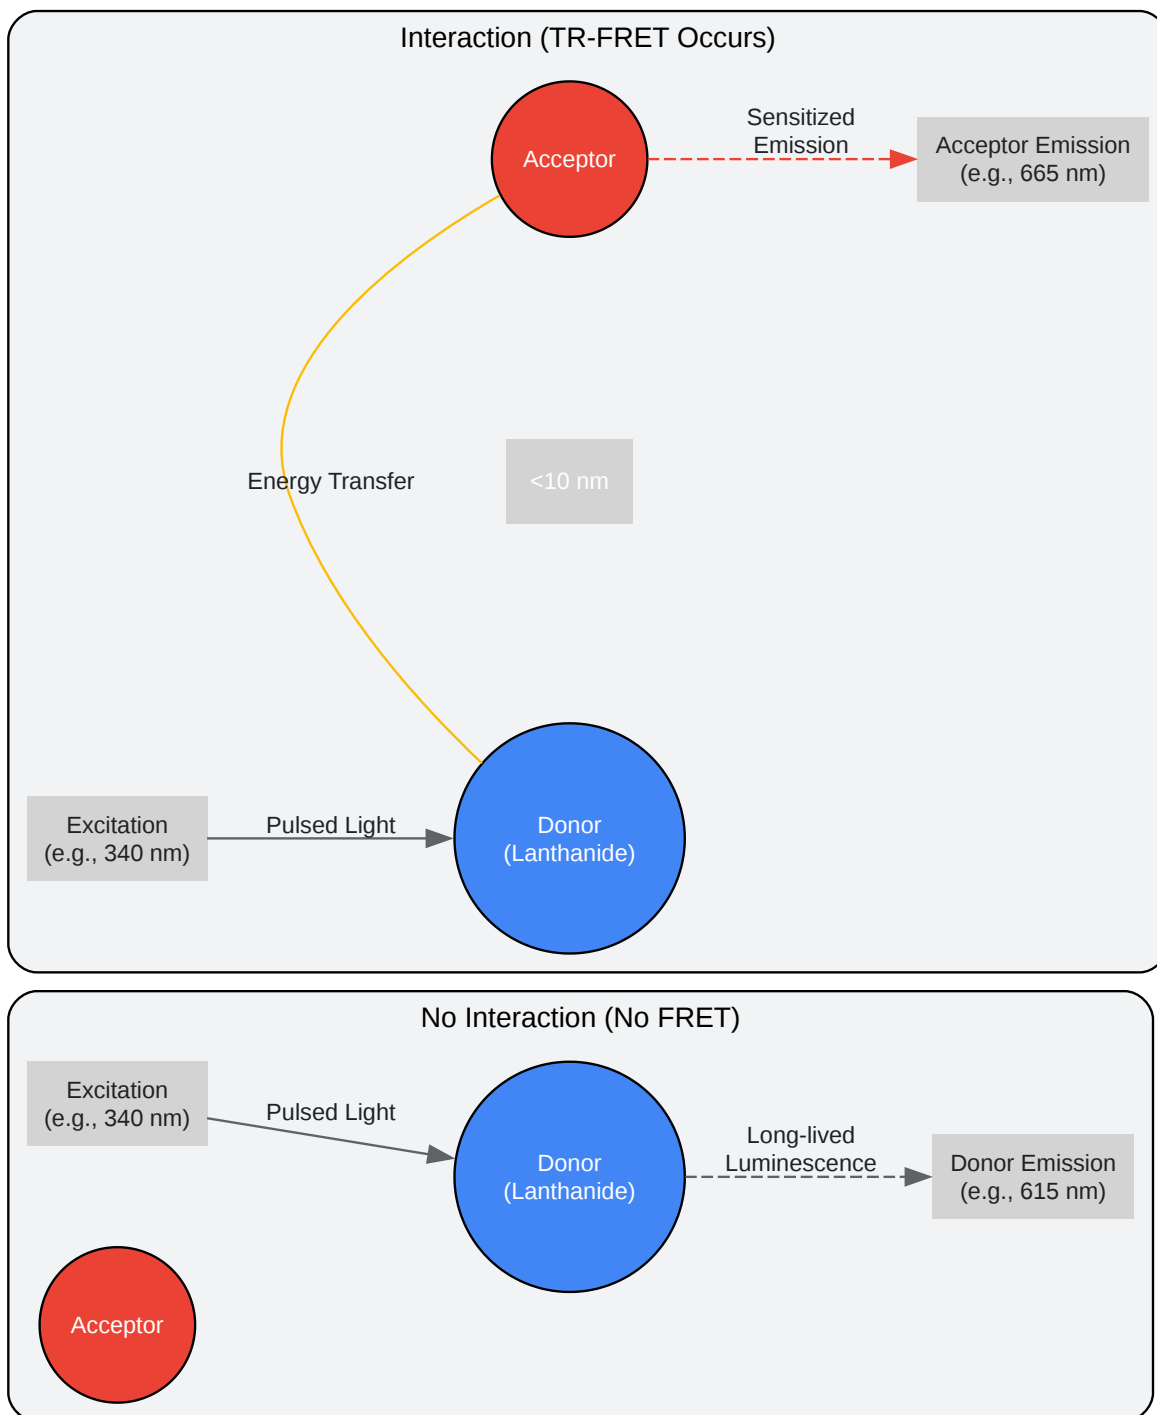 Interaction (TR-FRET Occurs)
Acceptor
Sensitized
Emission
Acceptor Emission
(e.g., 665 nm)
Energy Transfer
<10 nm
Excitation
(e.g., 340 nm)
Pulsed Light
Donor
(Lanthanide)
No Interaction (No FRET)
Excitation
(e.g., 340 nm)
Pulsed Light
Donor
(Lanthanide)
Long-lived
Luminescence
Donor Emission
(e.g., 615 nm)
Acceptor